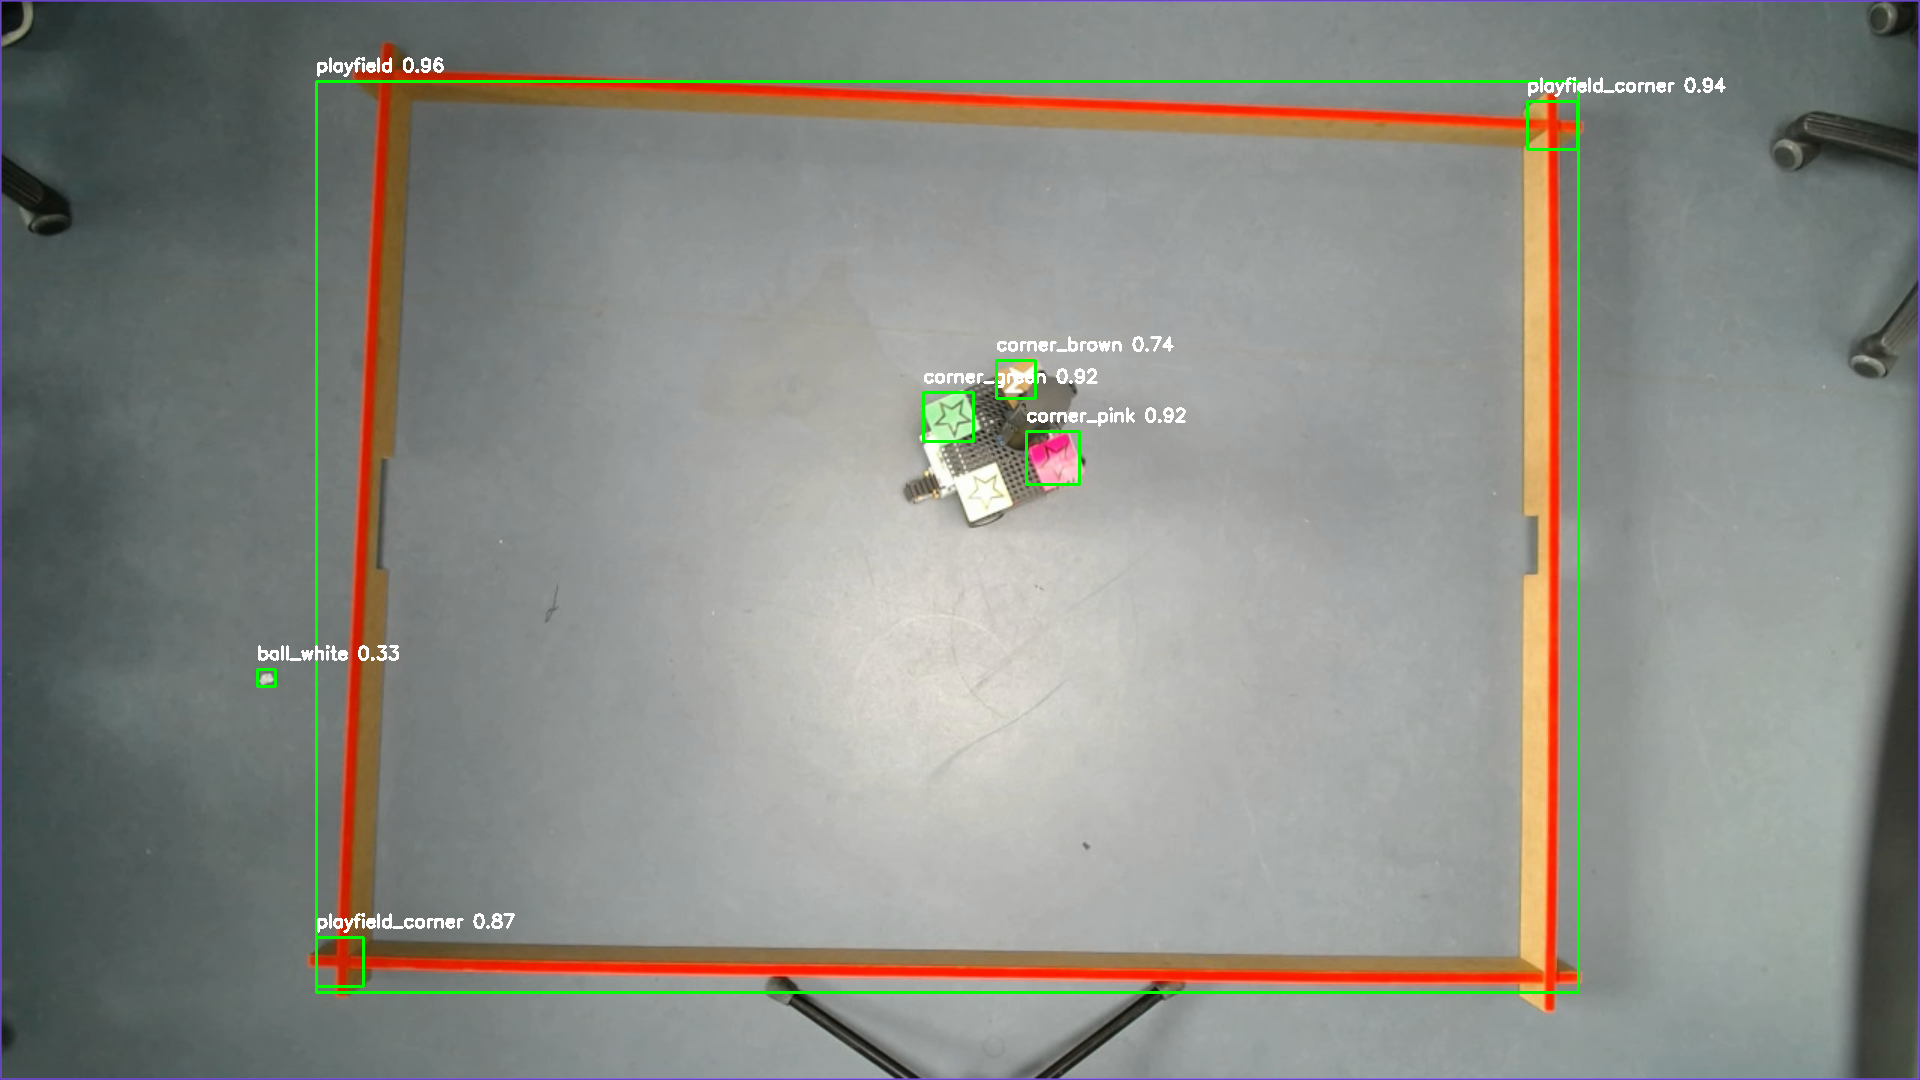 playfield 0.96
playfield_corner 0.94
corner_brown 0.74
corner_green 0.92
corner_pink 0.92
ball_white 0.33
playfield_corner 0.87